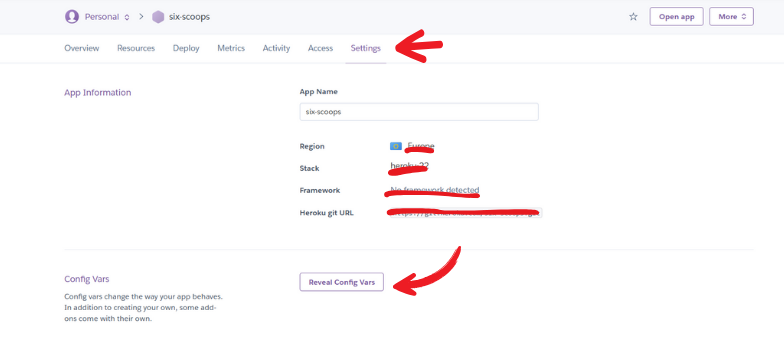 Personal > six-scoops Open app More
Overview Resources Deploy Metrics Activity Access Settings
App Information
App Name
six-scoops
Region Europe
Stack heroku-22
Framework No framework detected
Heroku git URL
Config Vars
Config vars change the way your app behaves.
In addition to creating your own, some add-
ons come with their own.
Reveal Config Vars